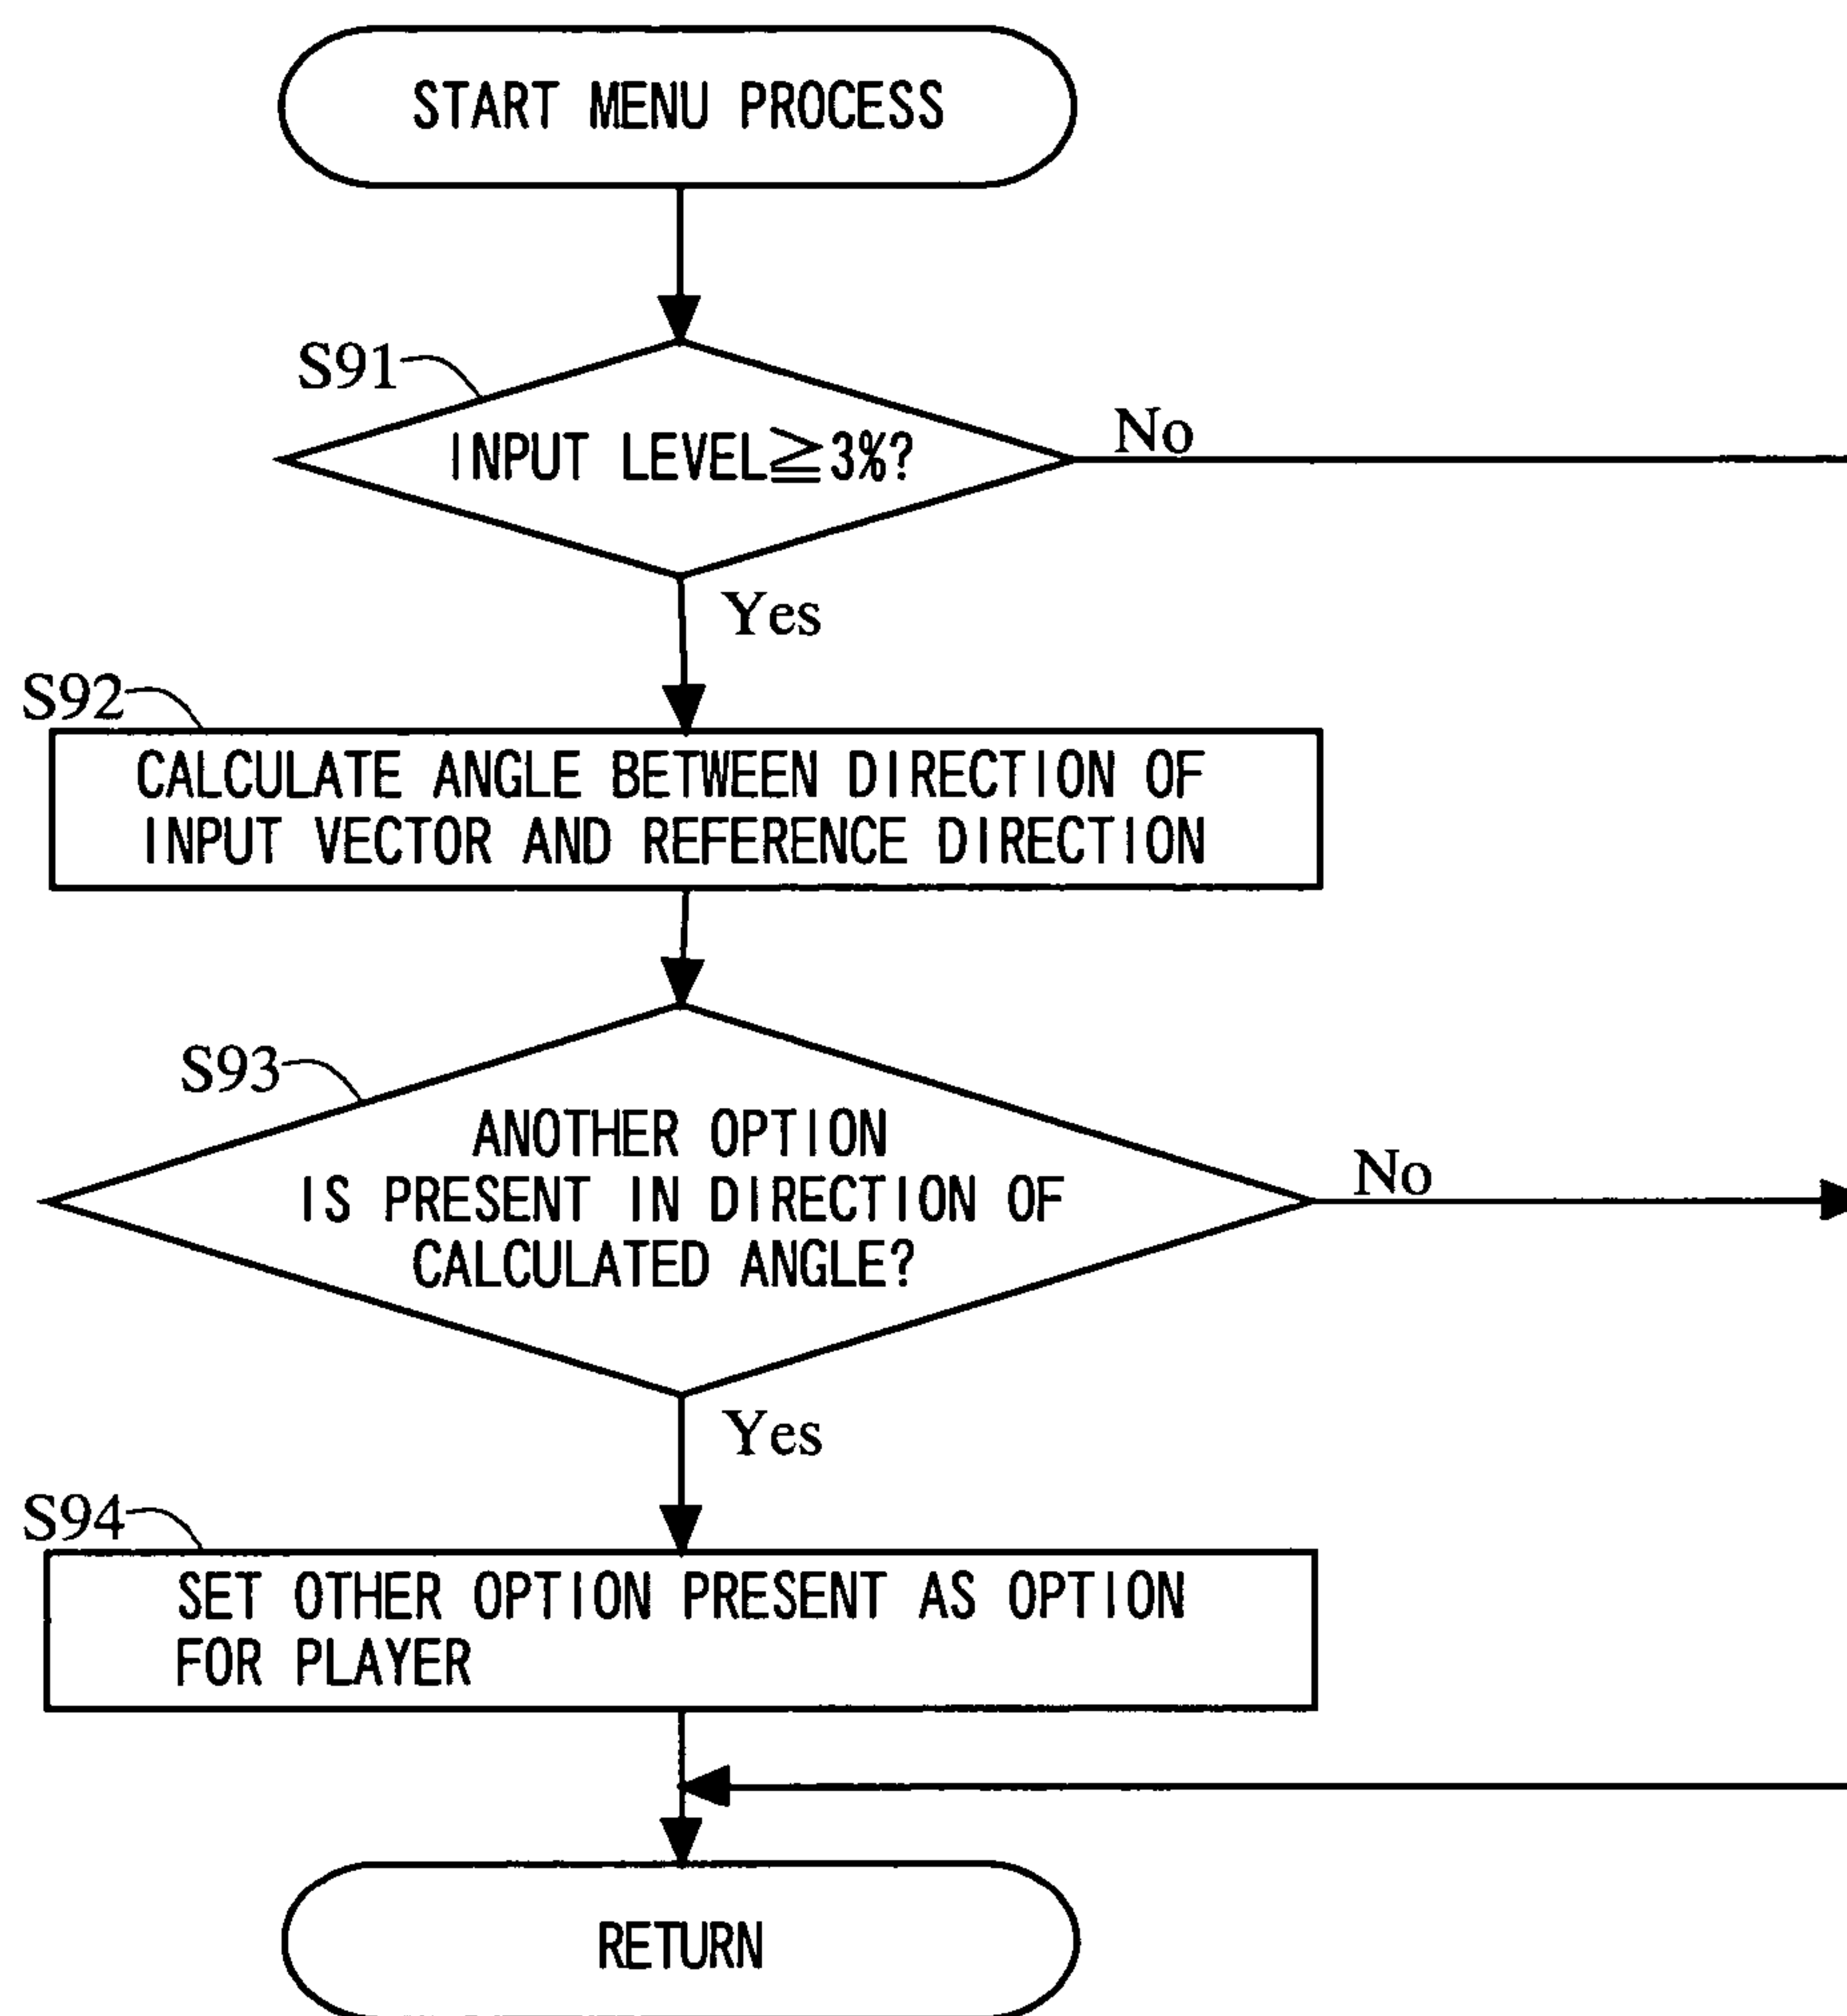 START MENU PROCESS
S91
INPUT LEVEL≧3%?
No
Yes
S92
CALCULATE ANGLE BETWEEN DIRECTION OF
INPUT VECTOR AND REFERENCE DIRECTION
S93
ANOTHER OPTION
IS PRESENT IN DIRECTION OF
CALCULATED ANGLE?
No
Yes
S94
SET OTHER OPTION PRESENT AS OPTION
FOR PLAYER
RETURN